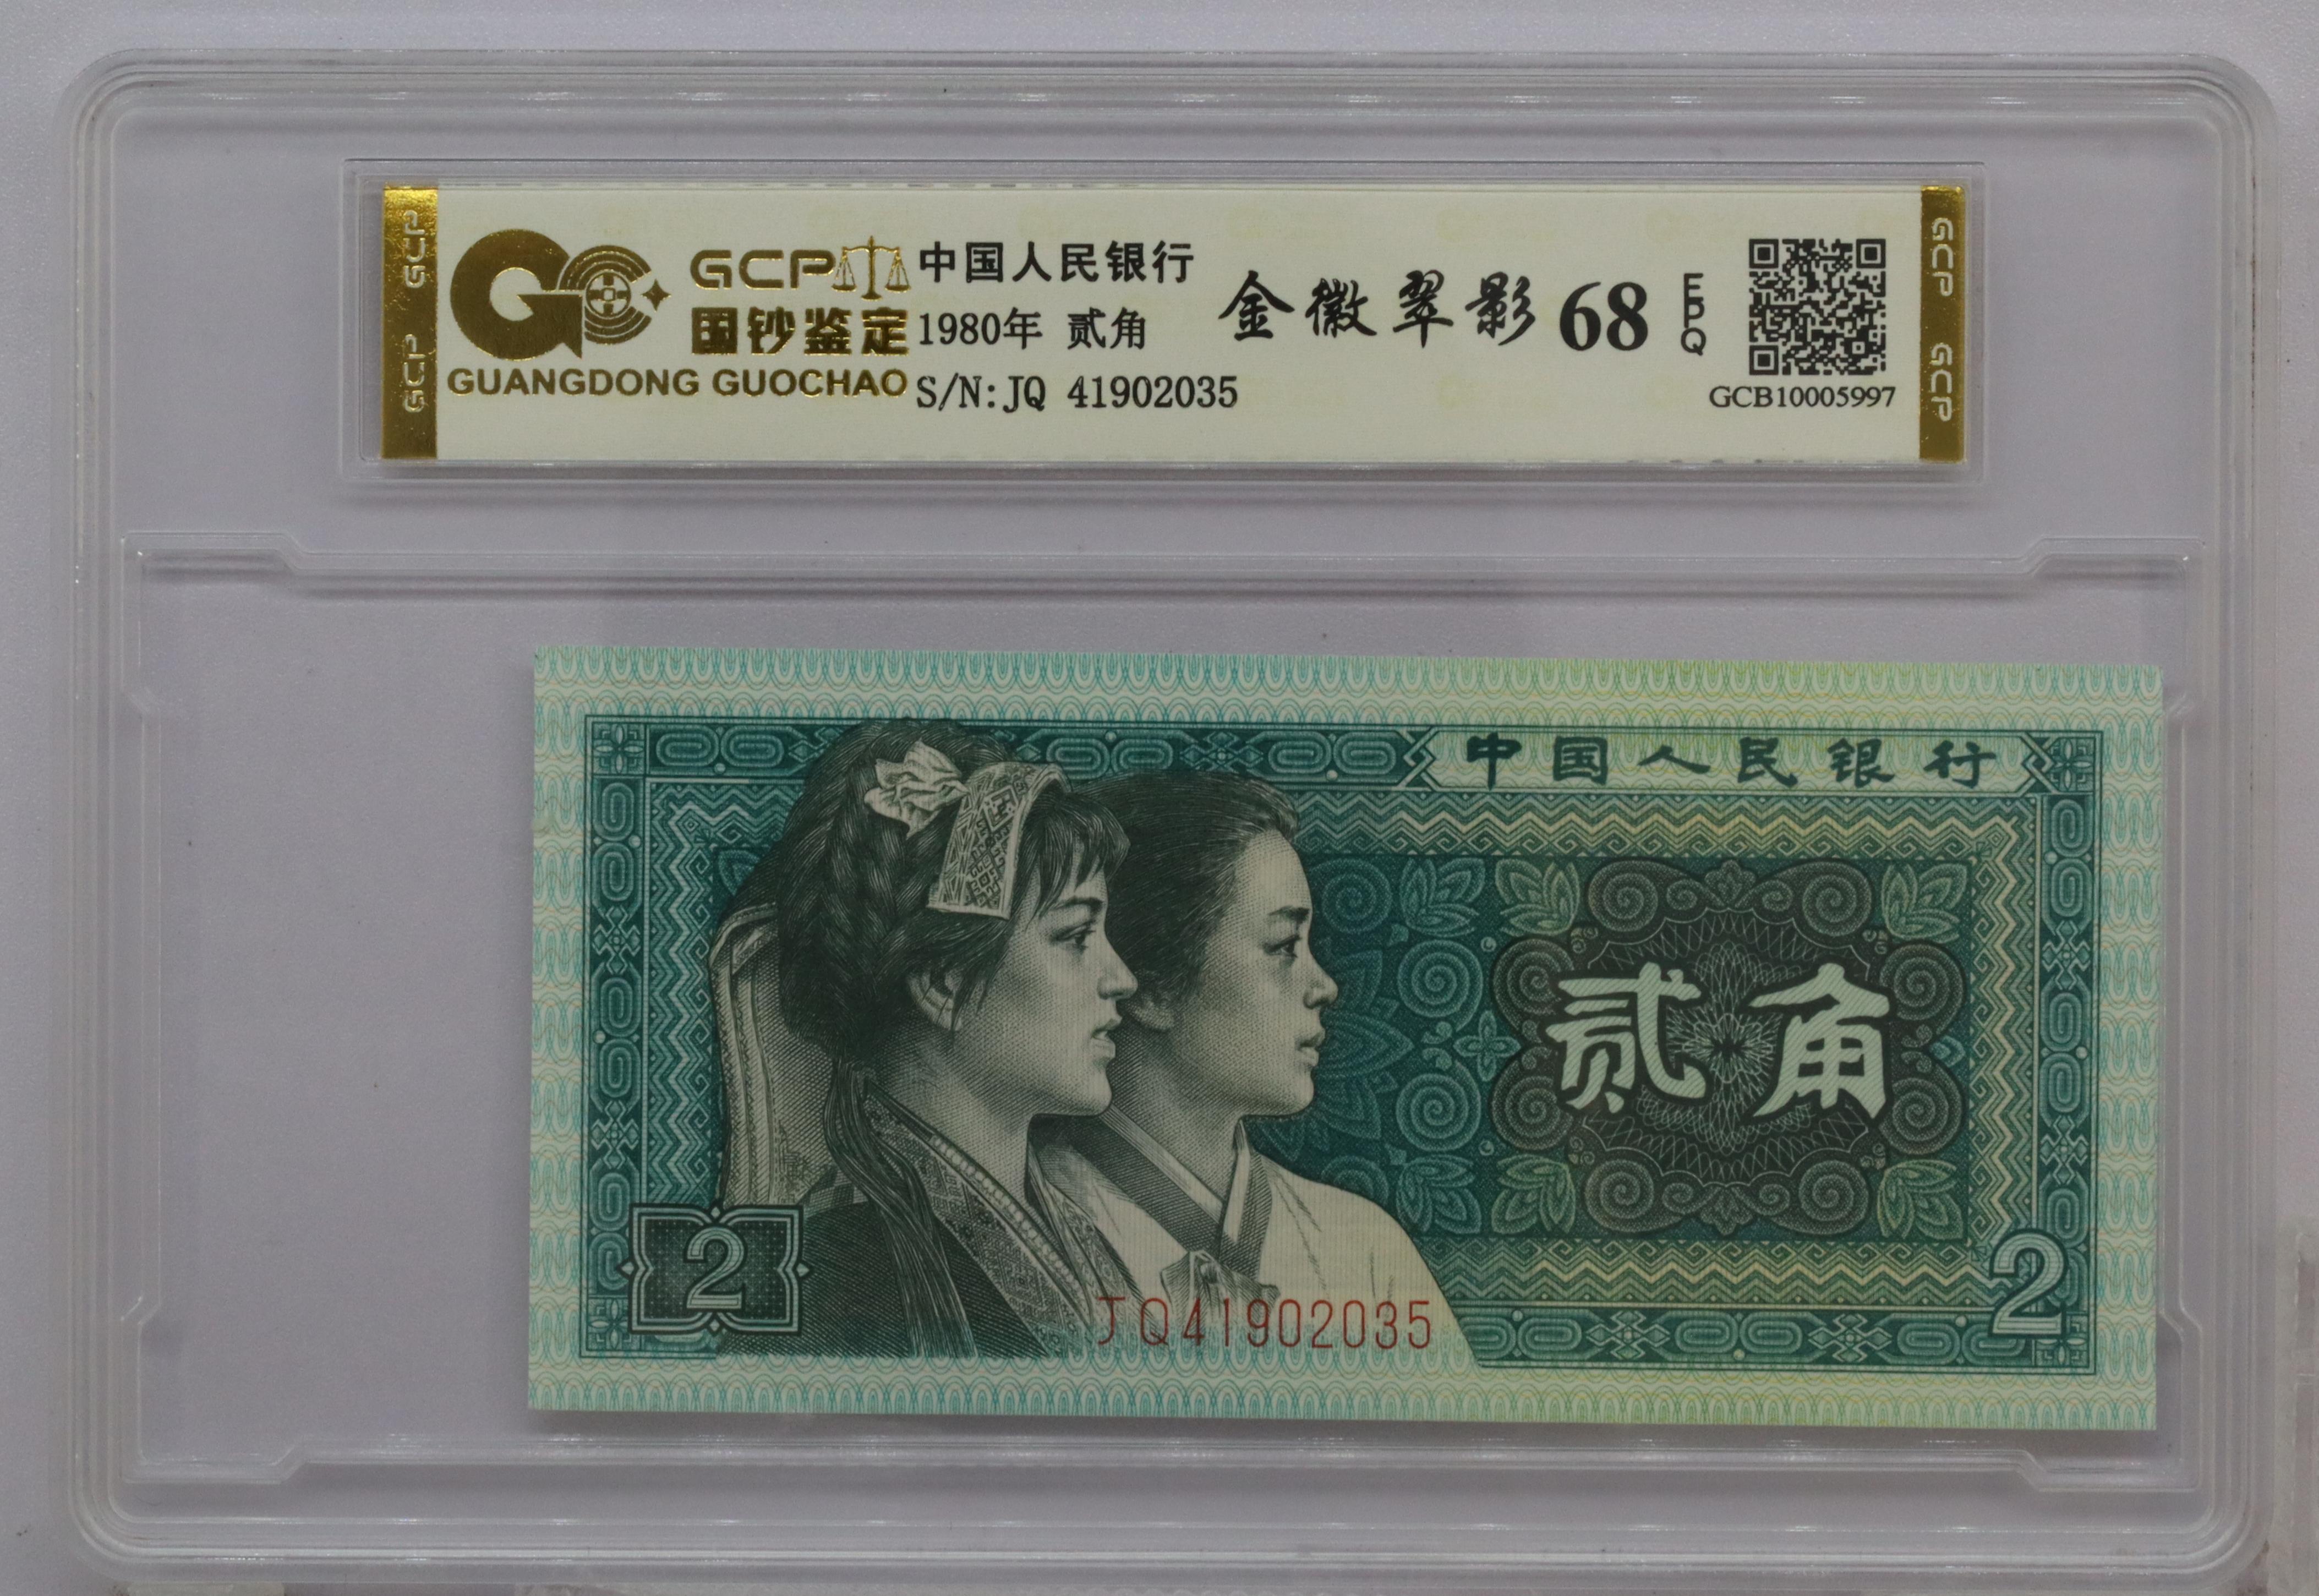 GCP
GCP
GCP
国钞鉴定
GUANGDONG GUOCHAO
中国人民银行
1980年 贰角
S/N:JQ 41902035
金徽翠影 68
EPQ
GCB10005997
GCP
GCP
中国人民银行
贰角
2
JQ41902035
2